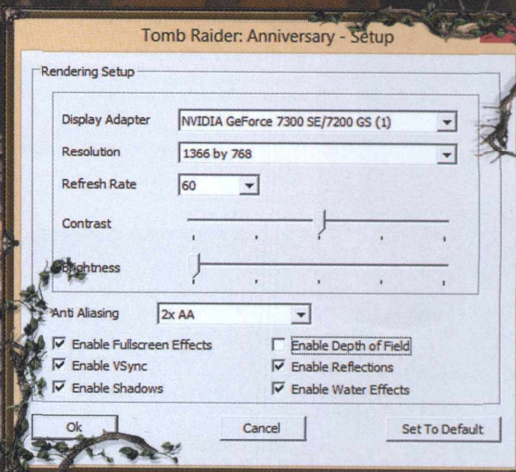 Tomb Raider: Anniversary - Setup
Rendering Setup
Display Adapter NVIDIA GeForce 7300 SE/7200 GS (1)
Resolution 1366 by 768
Refresh Rate 60
Contrast
Brightness
Anti Aliasing 2x AA
Enable Fullscreen Effects Enable Depth of Field
Enable VSync Enable Reflections
Enable Shadows Enable Water Effects
Ok Cancel Set To Default